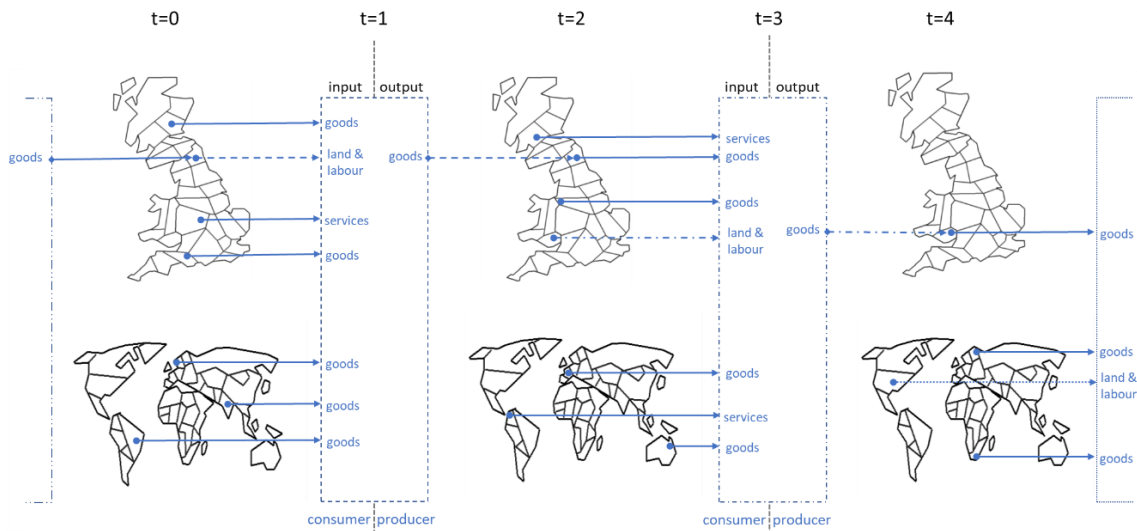 t=0 t=1 t=2 t=3 t=4
input output input output
goods
services
goods land & labour goods goods
goods
services land & labour goods goods
goods
goods goods goods
goods land & labour
goods services
goods goods goods
consumer producer consumer producer